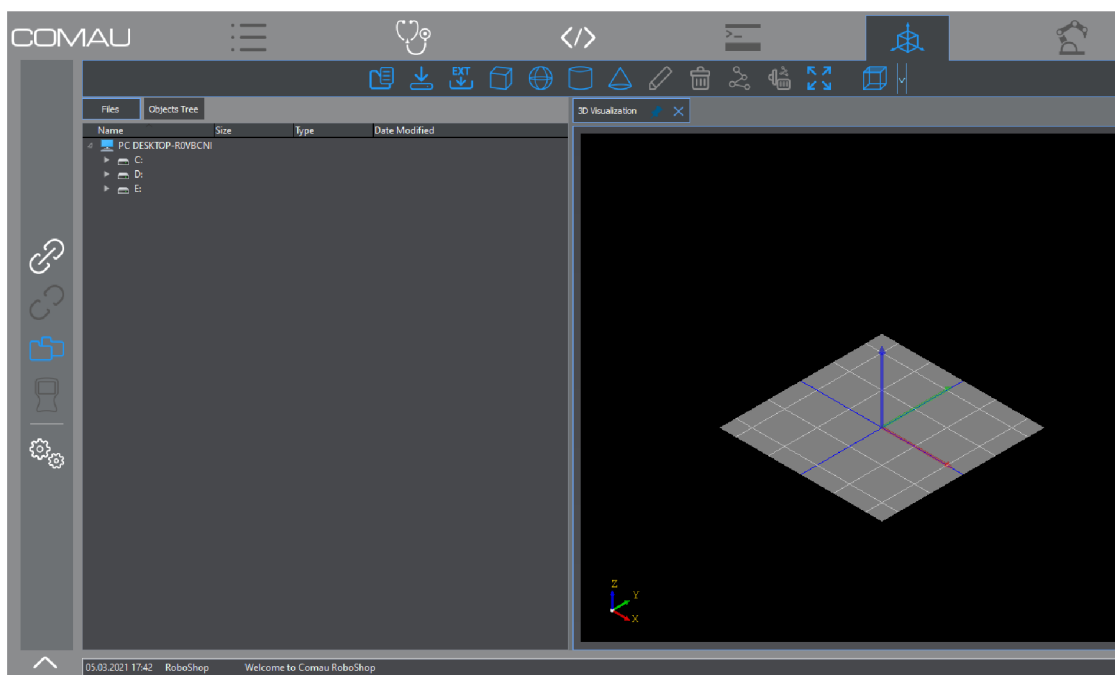 COMAU
EXT
Files Objects Tree
3D Visualization
Name Size Type Date Modified
PC DESKTOP-R0VBCNI
C:
D:
E:
Z
Y
X
05.03.2021 17:42 RoboShop Welcome to Comau RoboShop